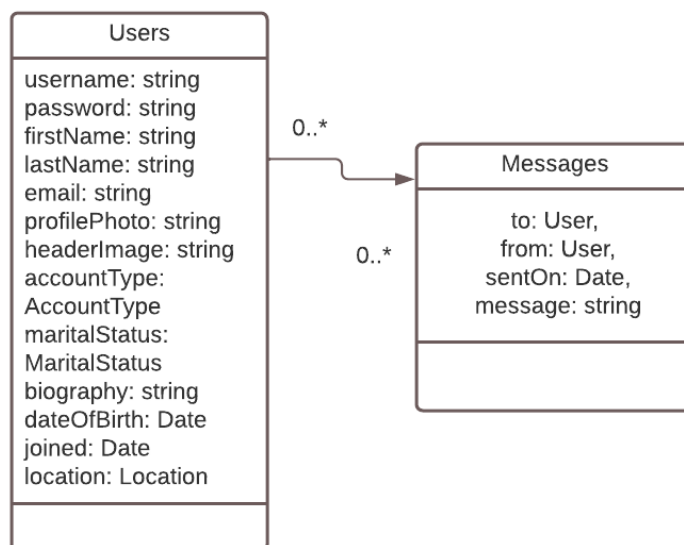 Users
username: string
password: string
firstName: string
lastName: string
email: string
profilePhoto: string
headerImage: string
accountType:
AccountType
maritalStatus:
MaritalStatus
biography: string
dateOfBirth: Date
joined: Date
location: Location
0..*
0..*
Messages
to: User,
from: User,
sentOn: Date,
message: string